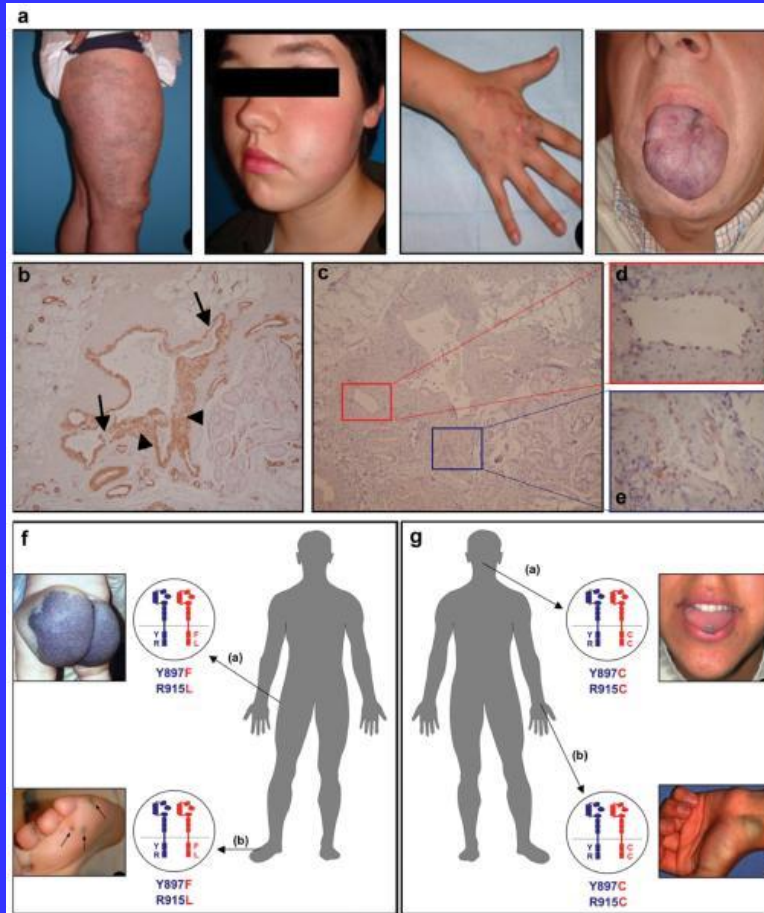 a
b
c
d
e
f
(a)
Y R F L
Y897F
R915L
(b)
Y R F L
Y897F
R915L
g
(a)
Y R C C
Y897C
R915C
(b)
Y R C C
Y897C
R915C